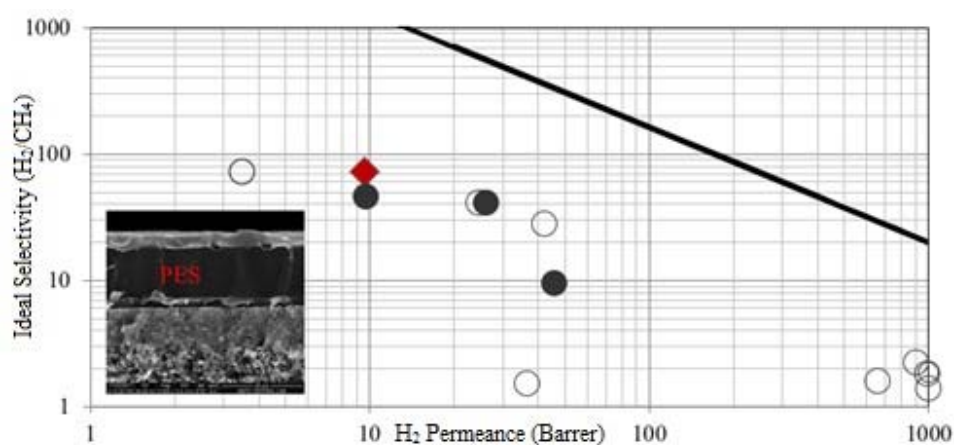 1000
100
10
1
Ideal Selectivity (H₂/CH₄)
PES
1
10
100
1000
H₂ Permeance (Barrer)